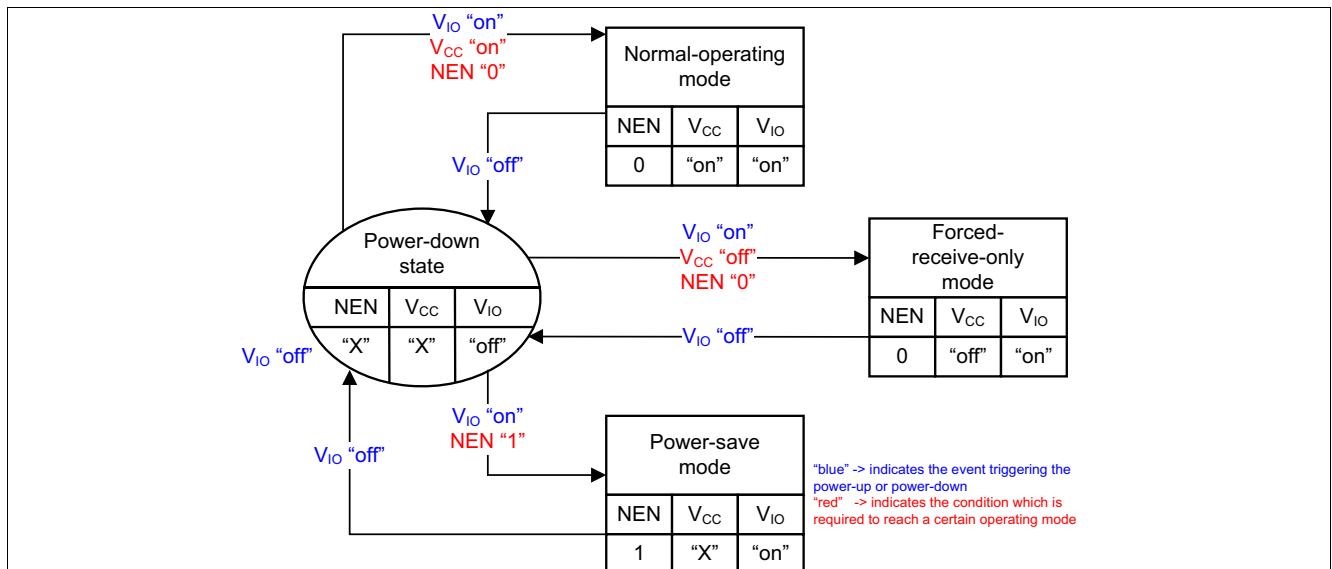 VIO “on”
VCC “on”
NEN “0”
Normal-operating
mode
NEN VCC VIO
0 “on” “on”
VIO “off”
Power-down
state
NEN VCC VIO
“X” “X” “off”
VIO “on”
VCC “off”
NEN “0”
Forced-
receive-only
mode
NEN VCC VIO
0 “off” “on”
VIO “off”
VIO “off”
VIO “on”
NEN “1”
VIO “off”
Power-save
mode
NEN VCC VIO
1 “X” “on”
“blue” -> indicates the event triggering the
power-up or power-down
“red” -> indicates the condition which is
required to reach a certain operating mode